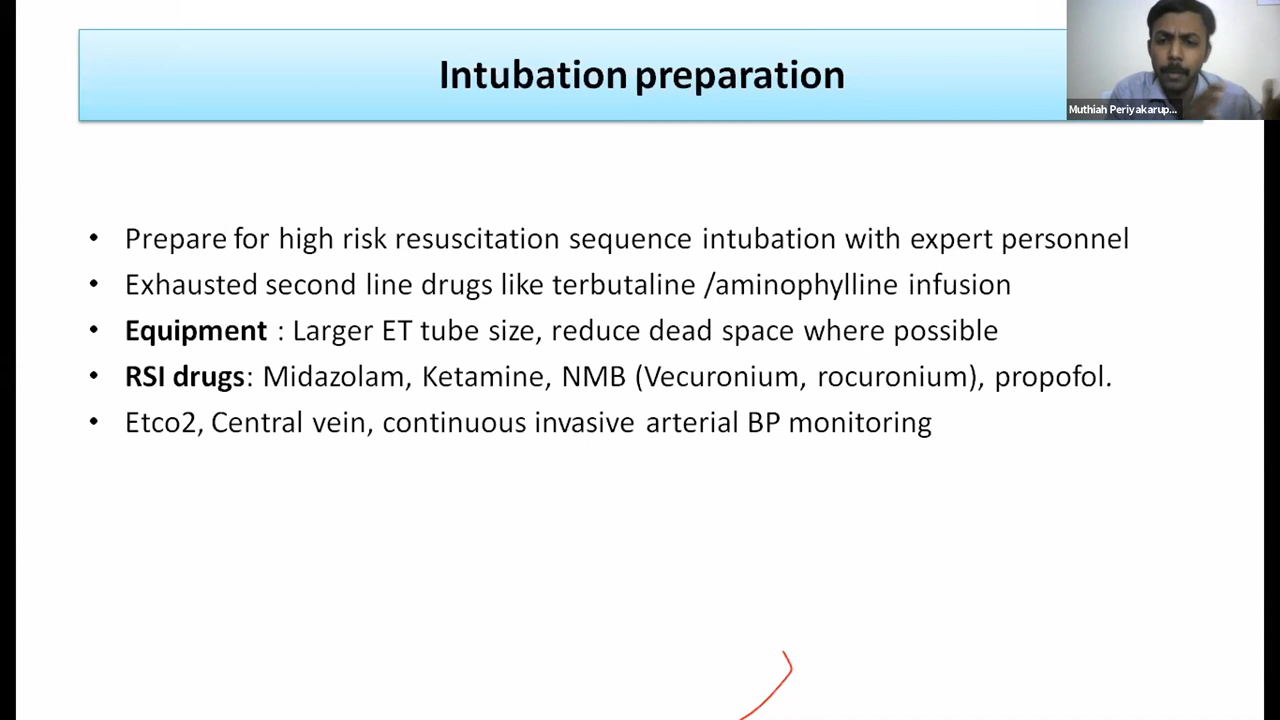 Intubation preparation
Muthiah Periyakarup...
• Prepare for high risk resuscitation sequence intubation with expert personnel
• Exhausted second line drugs like terbutaline /aminophylline infusion
• Equipment : Larger ET tube size, reduce dead space where possible
• RSI drugs: Midazolam, Ketamine, NMB (Vecuronium, rocuronium), propofol.
• Etco2, Central vein, continuous invasive arterial BP monitoring